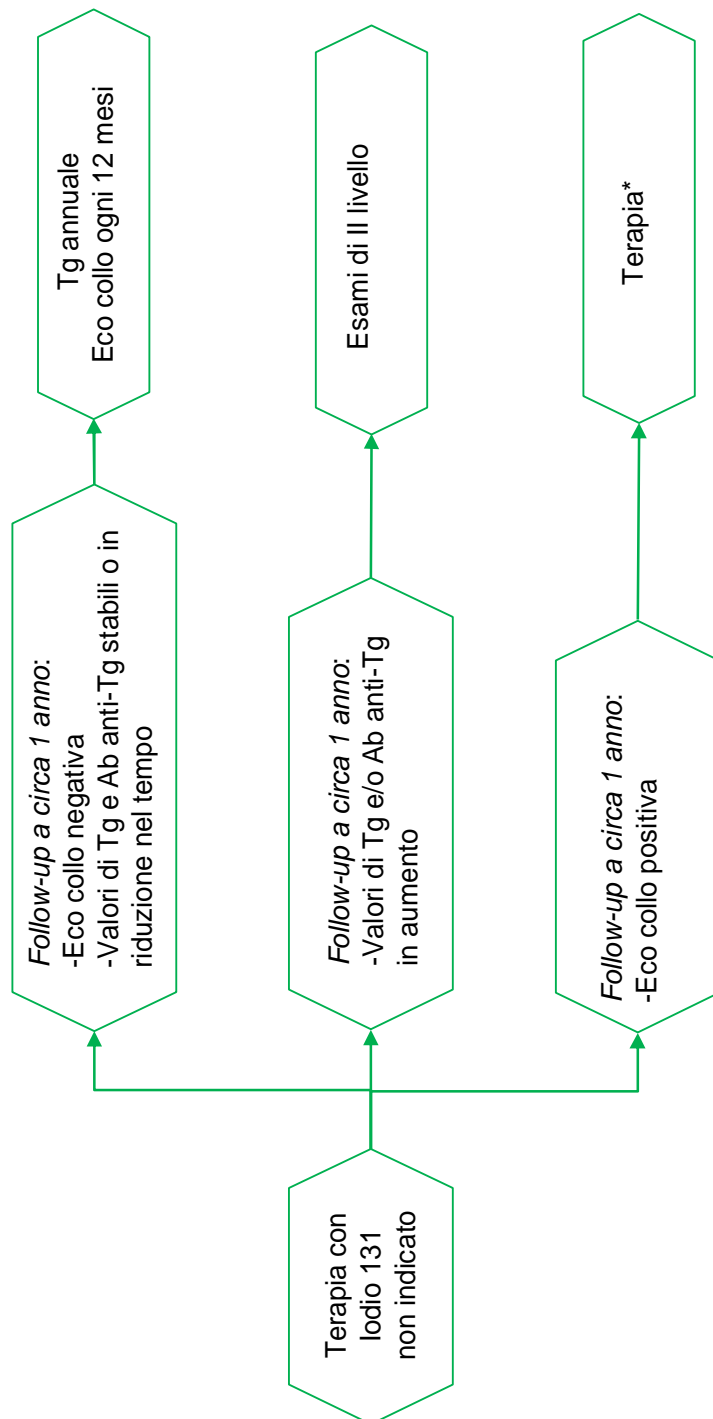 Terapia con
Iodio 131
non indicato
Follow-up a circa 1 anno:
-Eco collo negativa
-Valori di Tg e Ab anti-Tg stabili o in
riduzione nel tempo
Tg annuale
Eco collo ogni 12 mesi
Follow-up a circa 1 anno:
-Valori di Tg e/o Ab anti-Tg
in aumento
Esami di II livello
Follow-up a circa 1 anno:
-Eco collo positiva
Terapia*